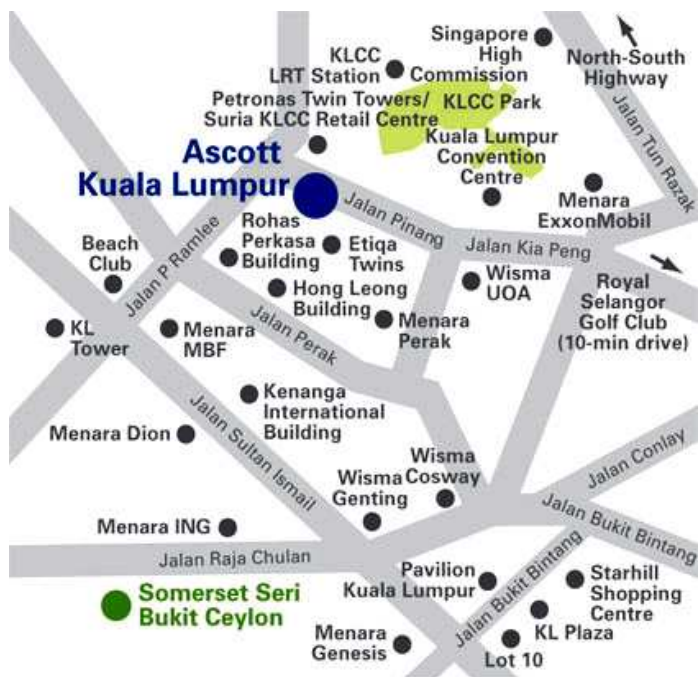 KLCC
LRT Station
Singapore
High
Commission
North-South
Highway
Petronas Twin Towers/
Suria KLCC Retail Centre
KLCC Park
Jalan Tun Razak
Ascott
Kuala Lumpur
Kuala Lumpur
Convention
Centre
Menara
ExxonMobil
Jalan Pinang
Jalan Kia Peng
Beach
Club
Jalan P Ramlee
Rohas
Perkasa
Building
Etiqa
Twins
Hong Leong
Building
Wisma
UOA
Royal
Selangor
Golf Club
(10-min drive)
KL
Tower
Menara
MBF
Jalan Perak
Menara
Perak
Kenanga
International
Building
Menara Dion
Jalan Sultan Ismail
Wisma
Genting
Wisma
Cosway
Jalan Conlay
Menara ING
Jalan Bukit Bintang
Jalan Raja Chulan
Somerset Seri
Bukit Ceylon
Pavilion
Kuala Lumpur
Jalan Bukit Bintang
Starhill
Shopping
Centre
KL Plaza
Menara
Genesis
Lot 10